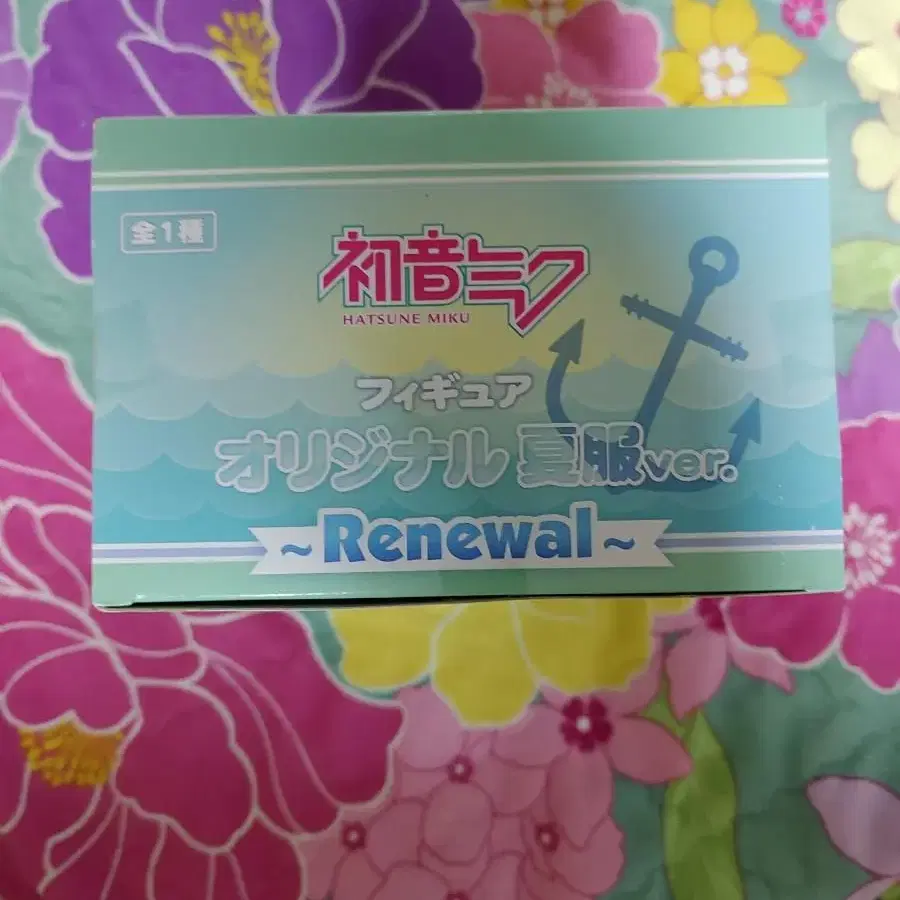 全1種
初音ミク
HATSUNE MIKU
フィギュア
オリジナル 夏服ver.
~Renewal~